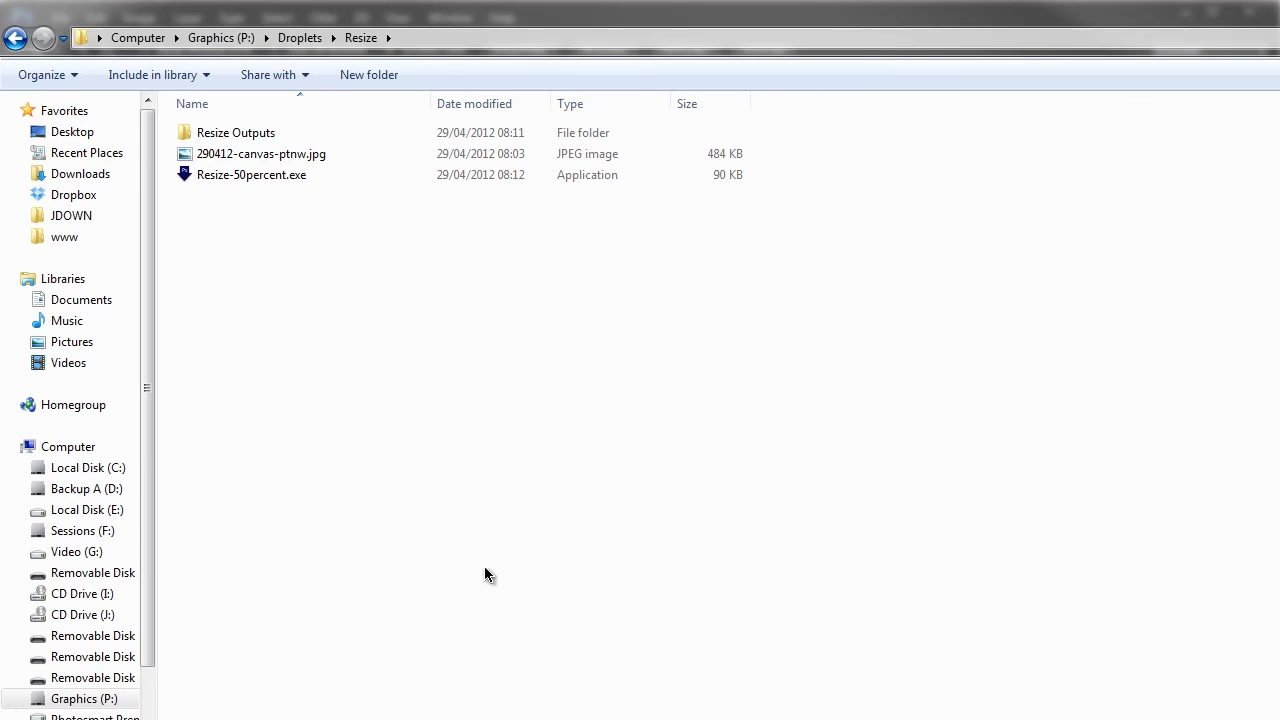 Computer Graphics (P:) Droplets Resize
Organize Include in library Share with New folder
Name Date modified Type Size
Resize Outputs 29/04/2012 08:11 File folder
290412-canvas-ptnw.jpg 29/04/2012 08:03 JPEG image 484 KB
Resize-50percent.exe 29/04/2012 08:12 Application 90 KB
Favorites
Desktop
Recent Places
Downloads
Dropbox
JDOWN
www
Libraries
Documents
Music
Pictures
Videos
Homegroup
Computer
Local Disk (C:)
Backup A (D:)
Local Disk (E:)
Sessions (F:)
Video (G:)
Removable Disk
CD Drive (I:)
CD Drive (J:)
Removable Disk
Removable Disk
Removable Disk
Graphics (P:)